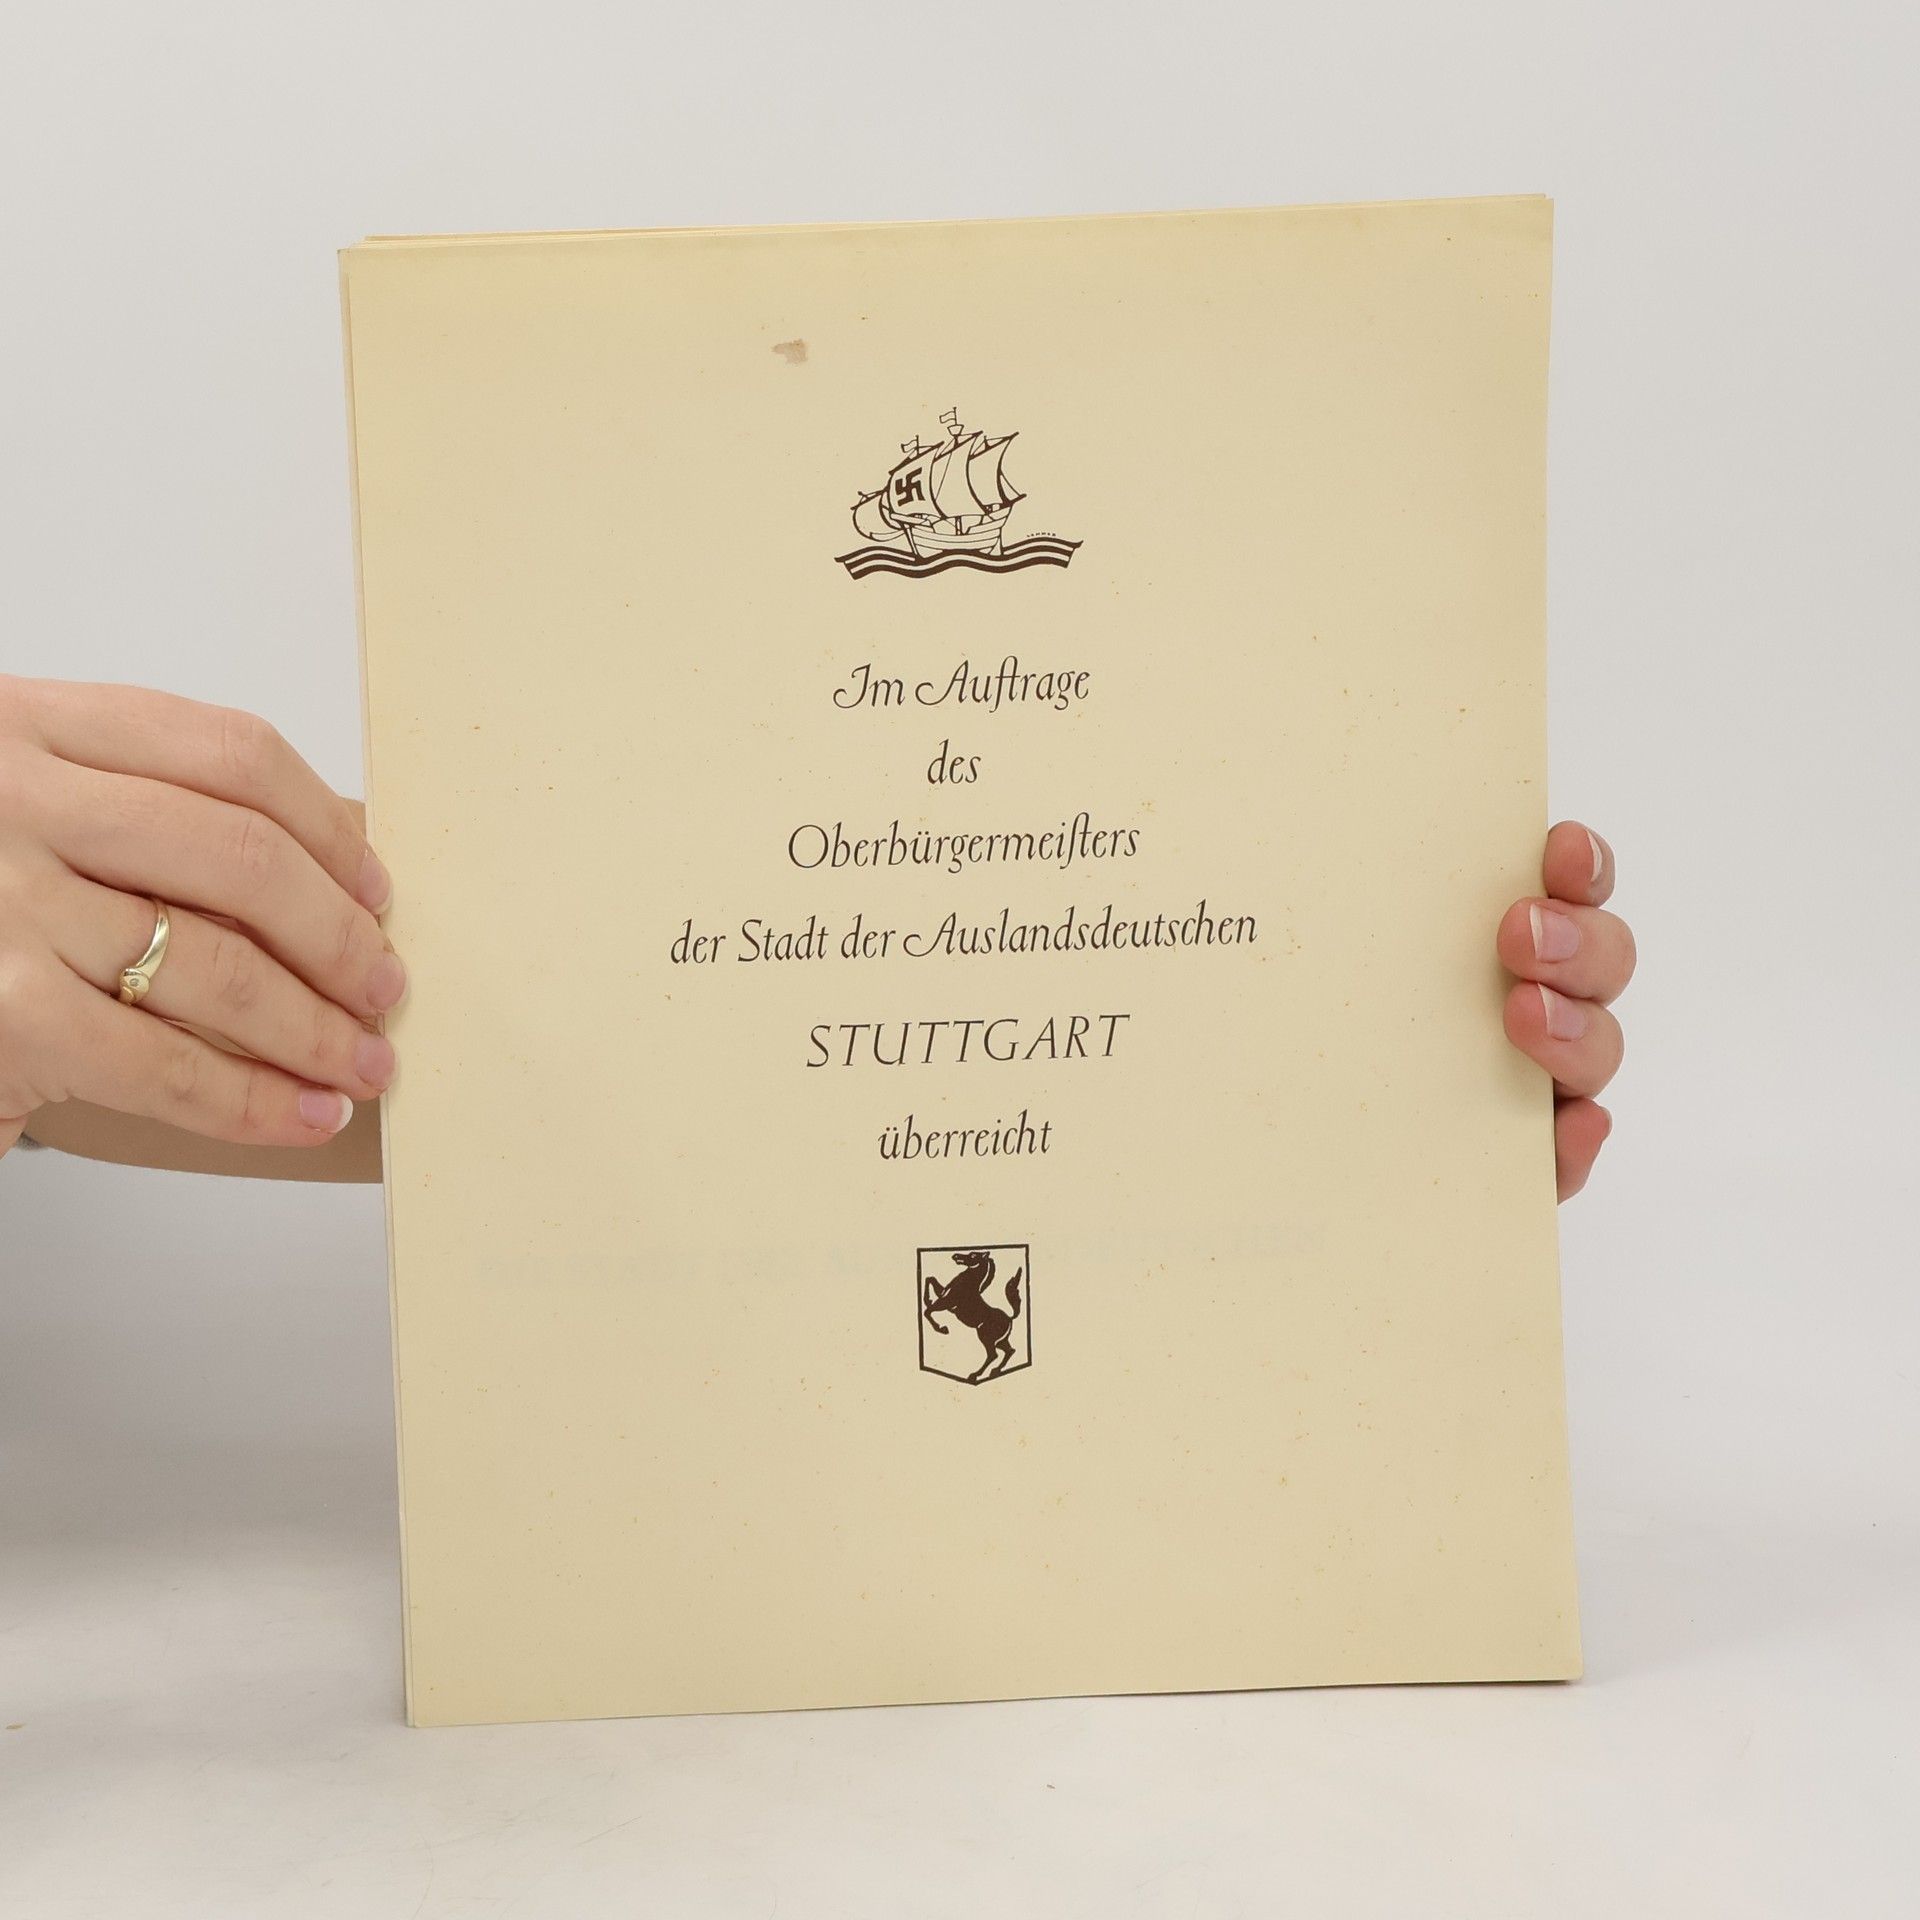 Im Auftrage
des
Oberbürgermeisters
der Stadt der Auslandsdeutschen
STUTTGART
überreicht